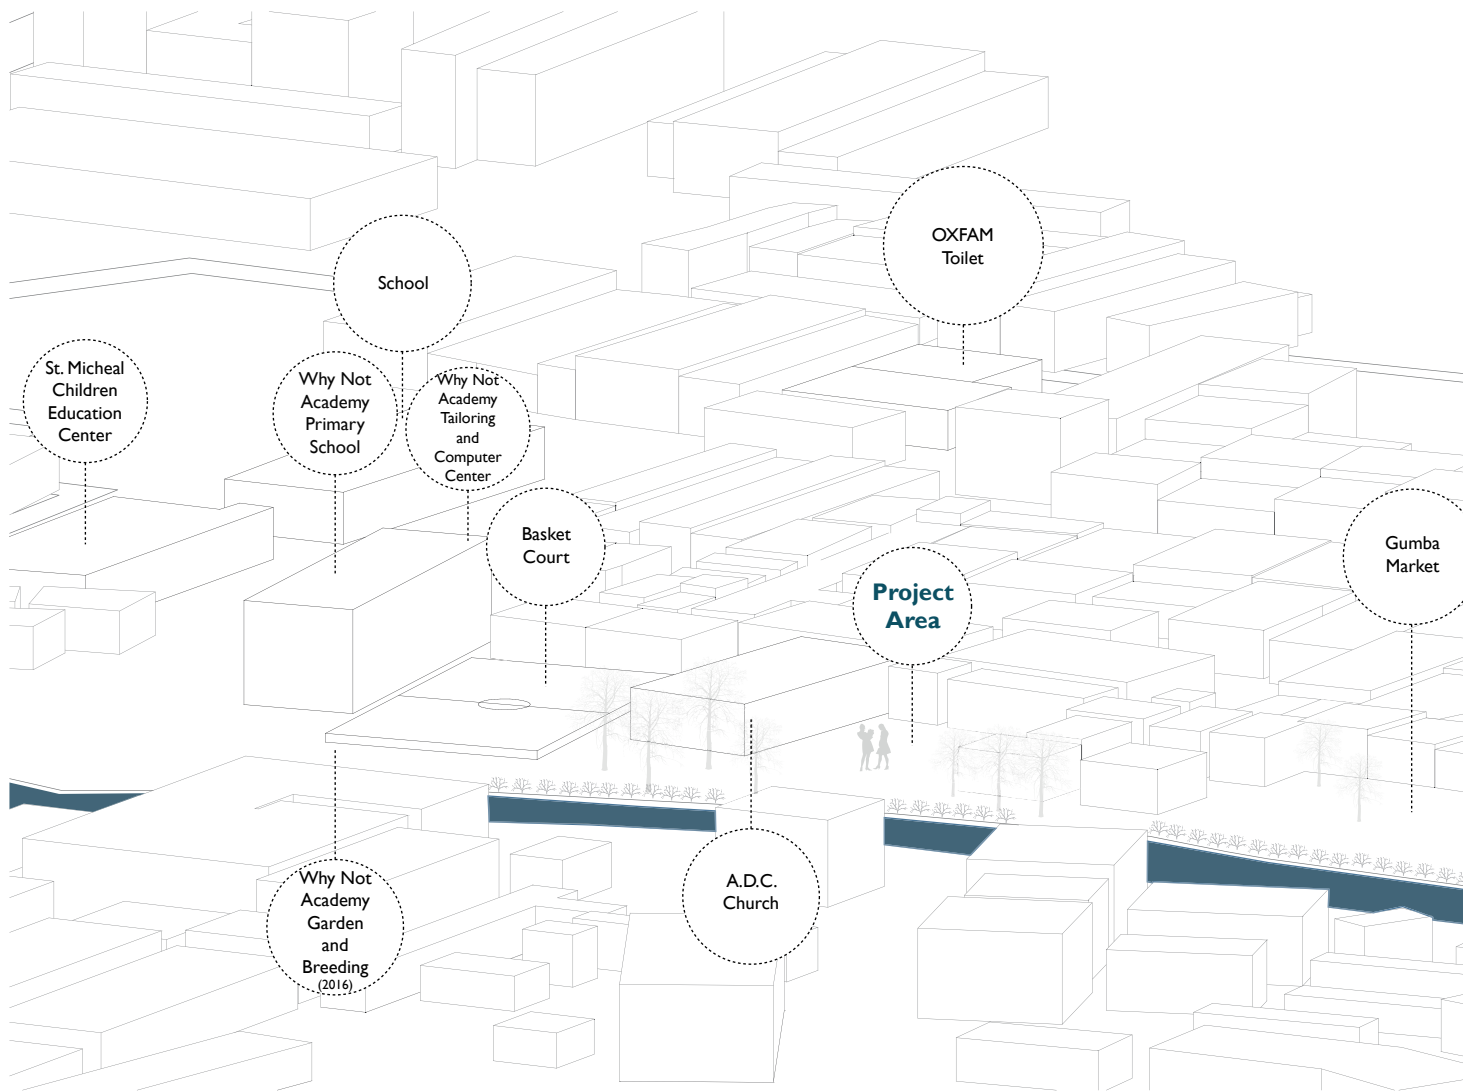 OXFAM
Toilet
School
St. Micheal
Children
Education
Center
Why Not
Academy
Primary
School
Why Not
Academy
Tailoring
and
Computer
Center
Basket
Court
Project
Area
Gumba
Market
Why Not
Academy
Garden
and
Breeding
(2016)
A.D.C.
Church